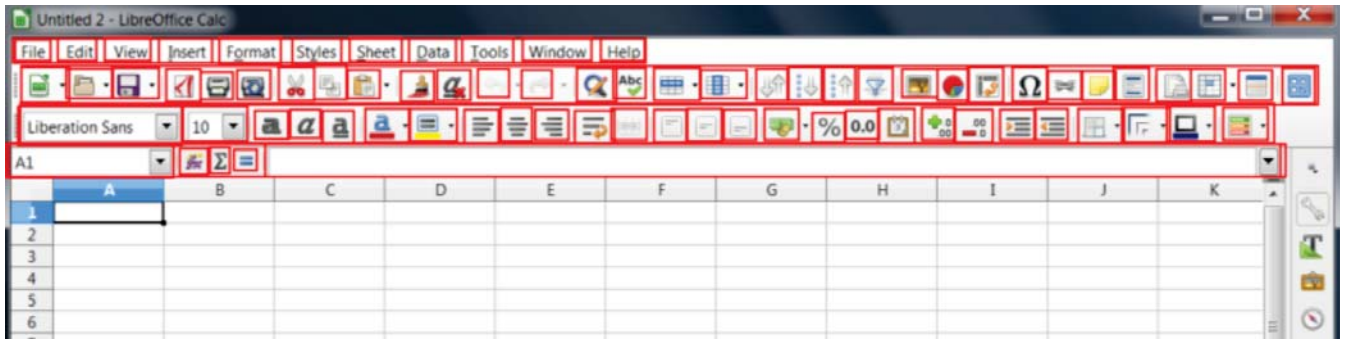 Untitled 2 - LibreOffice Calc
File Edit View Insert Format Styles Sheet Data Tools Window Help
Abc Ω
Liberation Sans 10 a a a a % 0.0
A1 Σ =
A B C D E F G H I J K
1
2
3
4
5
6